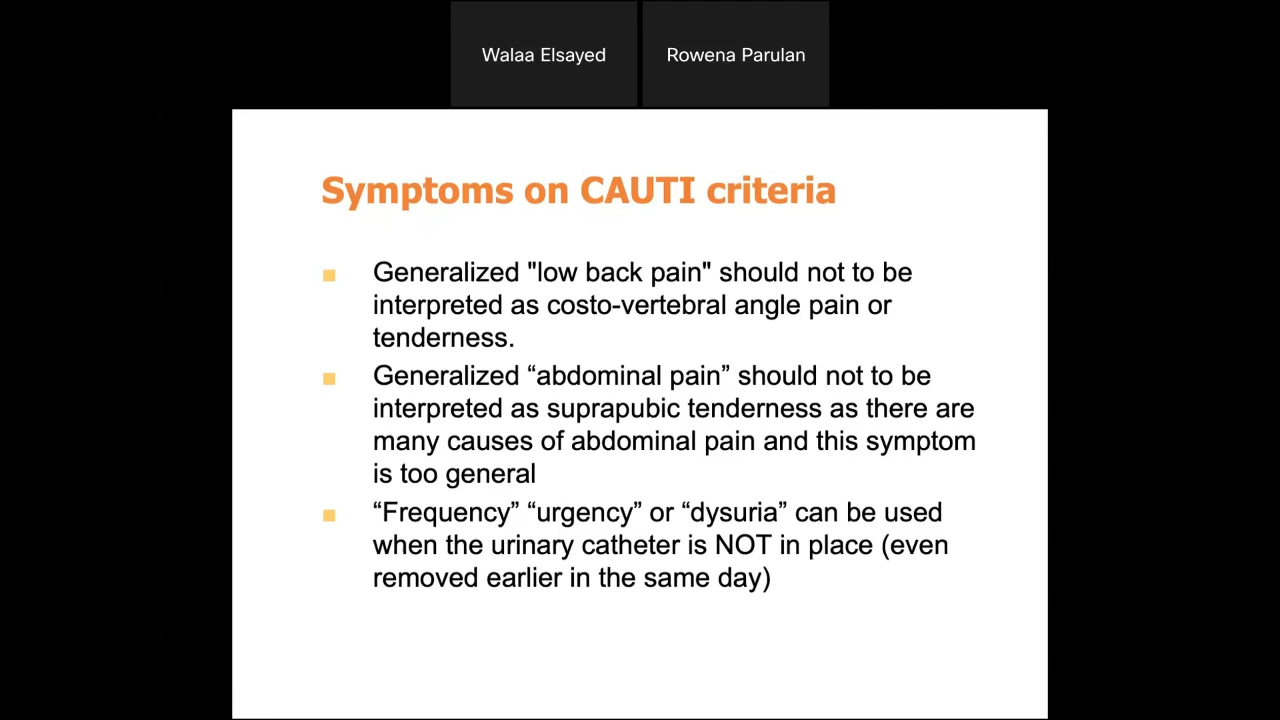 Walaa Elsayed
Rowena Parulan
Symptoms on CAUTI criteria
Generalized "low back pain" should not to be
interpreted as costo-vertebral angle pain or
tenderness.
Generalized “abdominal pain” should not to be
interpreted as suprapubic tenderness as there are
many causes of abdominal pain and this symptom
is too general
“Frequency” “urgency” or “dysuria” can be used
when the urinary catheter is NOT in place (even
removed earlier in the same day)